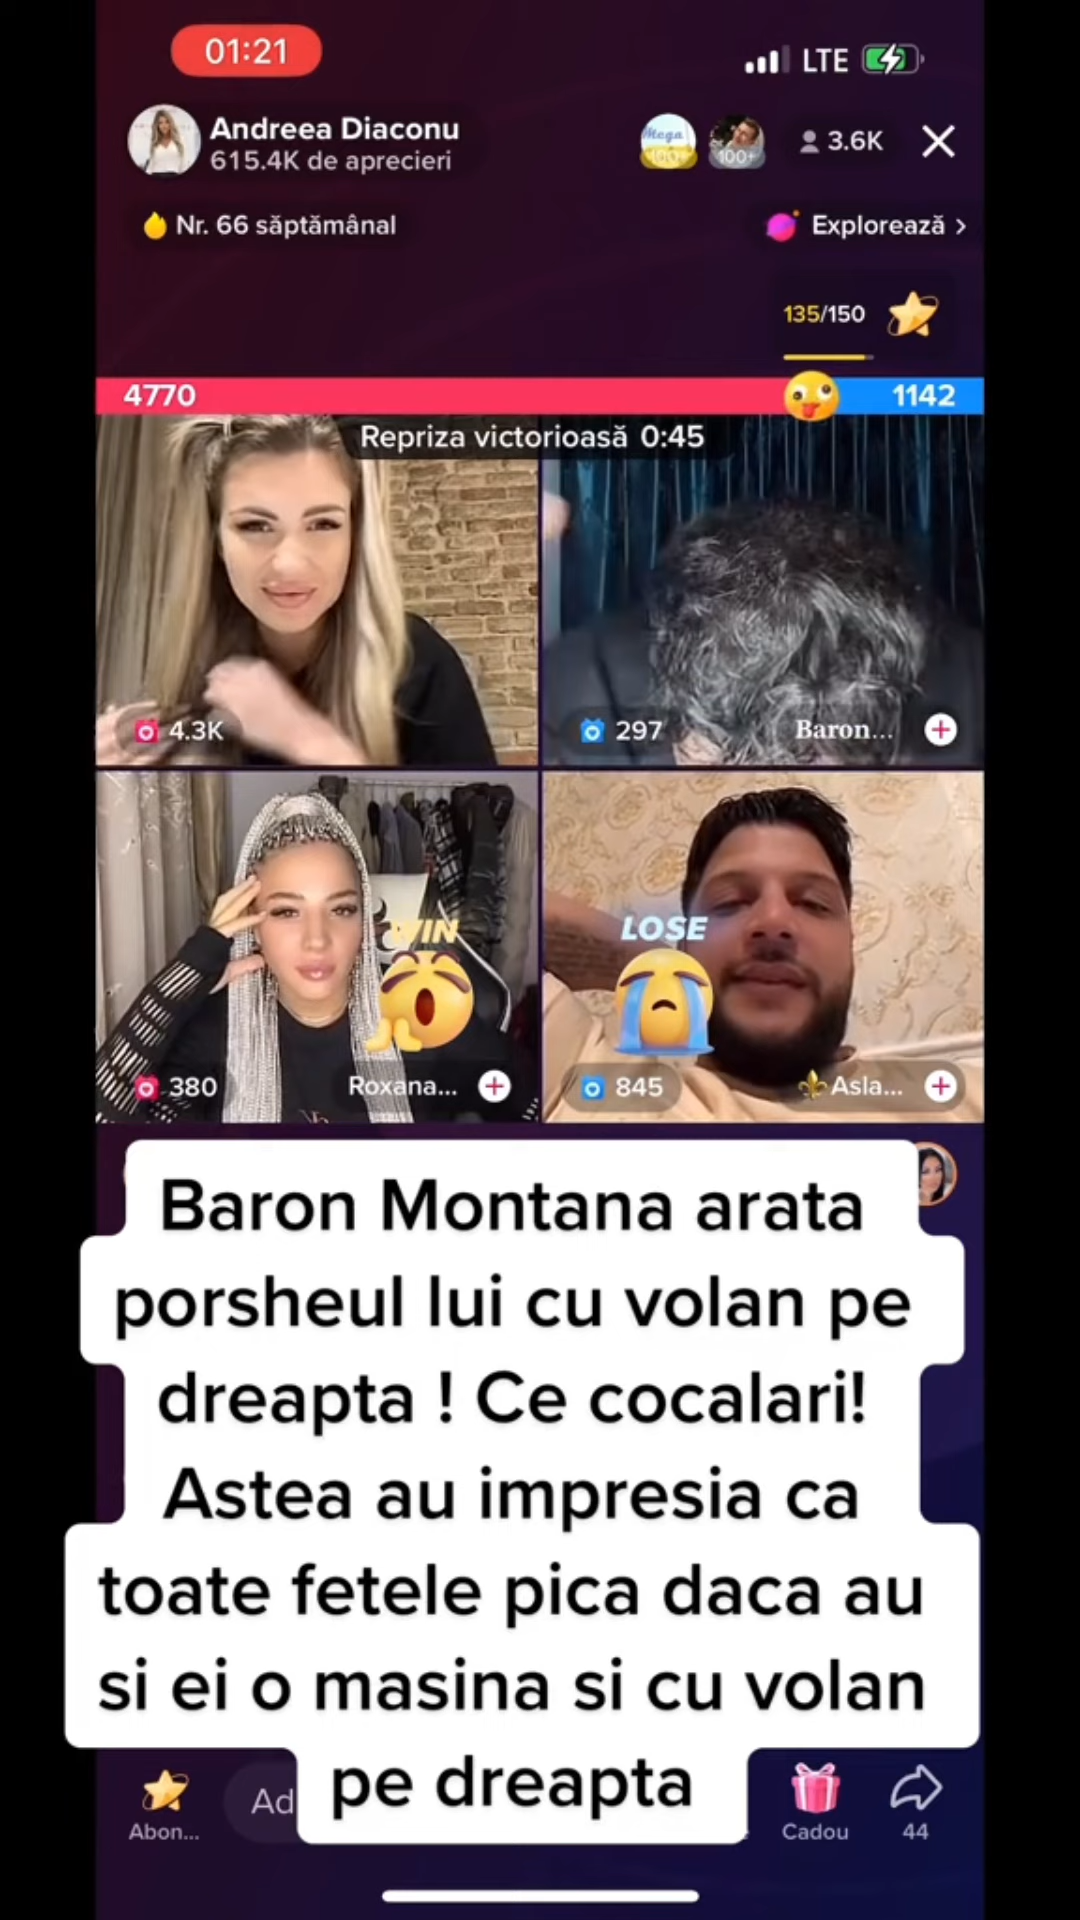 01:21
LTE
Andreea Diaconu
615.4K de aprecieri
Mega
100+
100+
3.6K
Nr. 66 săptămânal
Explorează >
135/150
4770
1142
Repriza victorioasă 0:45
4.3K
297
Baron...
WIN
LOSE
380
Roxana...
845
Asla...
Baron Montana arata
porsheul lui cu volan pe
dreapta ! Ce cocalari!
Astea au impresia ca
toate fetele pica daca au
si ei o masina si cu volan
pe dreapta
Ad
Abon...
Cadou
44